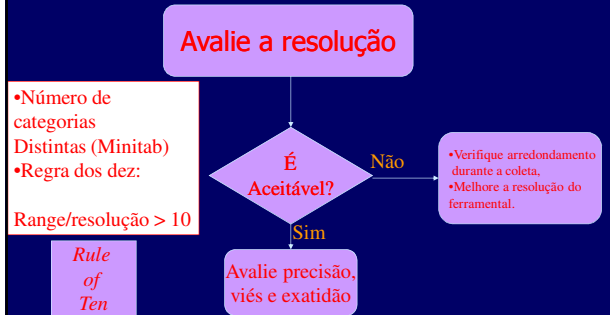 Avalie a resolução
•Número de
categorias
Distintas (Minitab)
•Regra dos dez:
Range/resolução > 10
É
Aceitável?
Não
•Verifique arredondamento
durante a coleta,
•Melhore a resolução do
ferramental.
Sim
Rule
of
Ten
Avalie precisão,
viés e exatidão